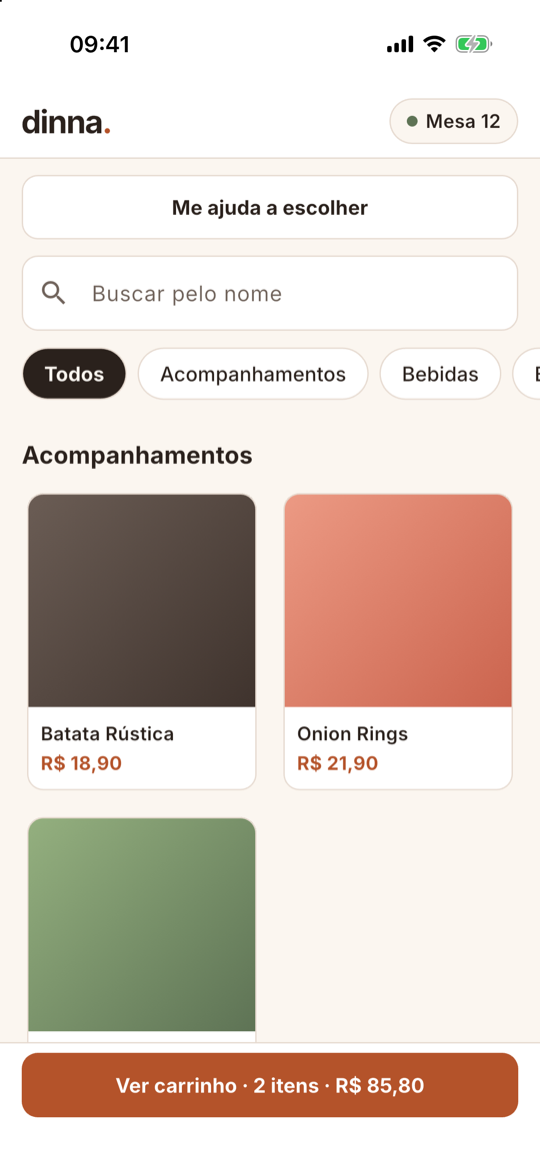 09:41
dinna.
Mesa 12
Me ajuda a escolher
Buscar pelo nome
Todos
Acompanhamentos
Bebidas
Acompanhamentos
Batata Rústica
R$ 18,90
Onion Rings
R$ 21,90
Ver carrinho · 2 itens · R$ 85,80